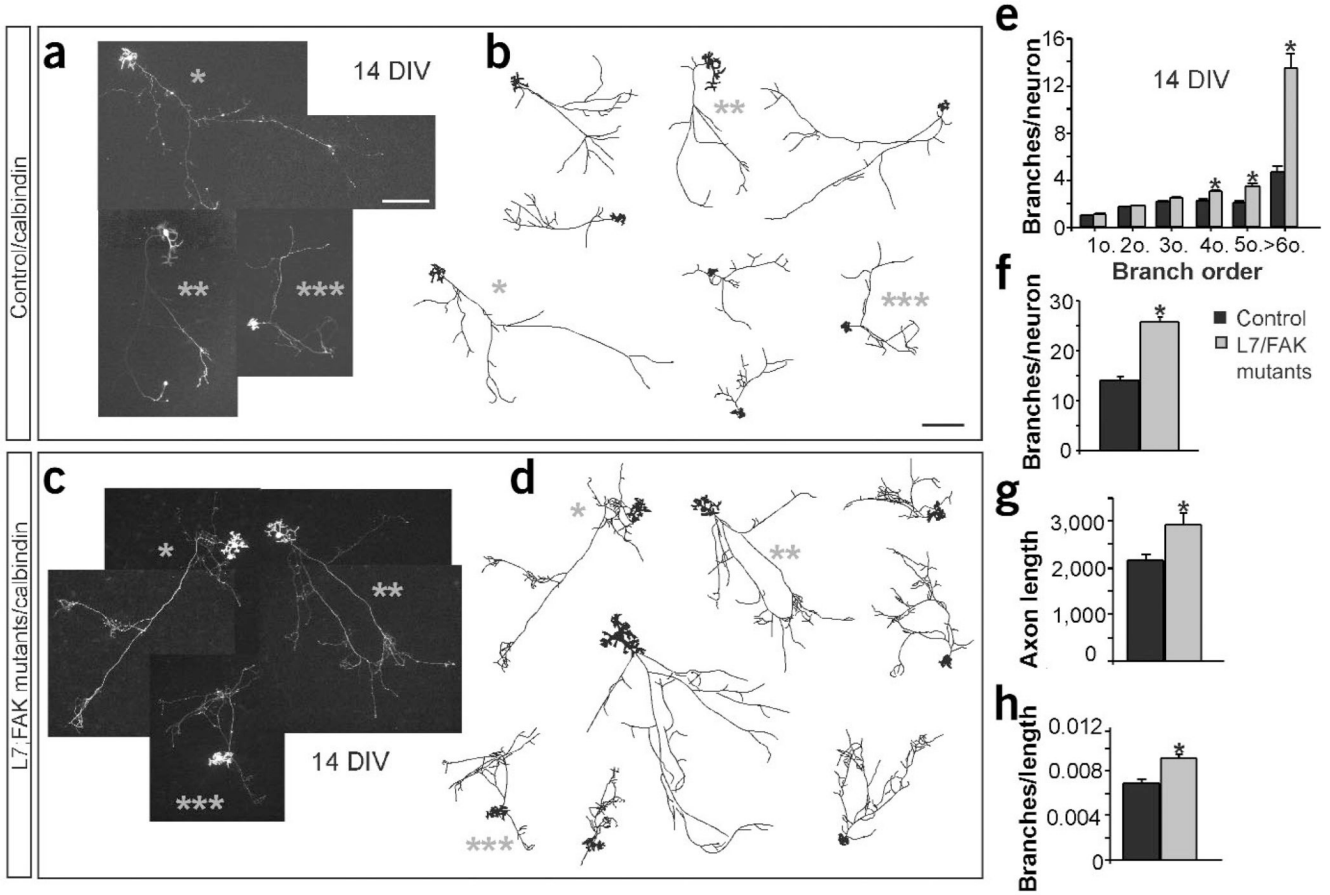 Control/calbindin
a
*
14 DIV
**
***
b
**
*
***
L7;FAK mutants/calbindin
c
*
**
***
14 DIV
d
*
**
***
e
Branches/neuron
16
12
8
4
0
14 DIV
*
*
*
1o. 2o. 3o. 4o. 5o. >6o.
Branch order
f
Branches/neuron
30
25
20
10
0
*
Control
L7/FAK
mutants
g
Axon length
3,000
2,000
1,000
0
*
h
Branches/length
0.012
0.008
0.004
0
*